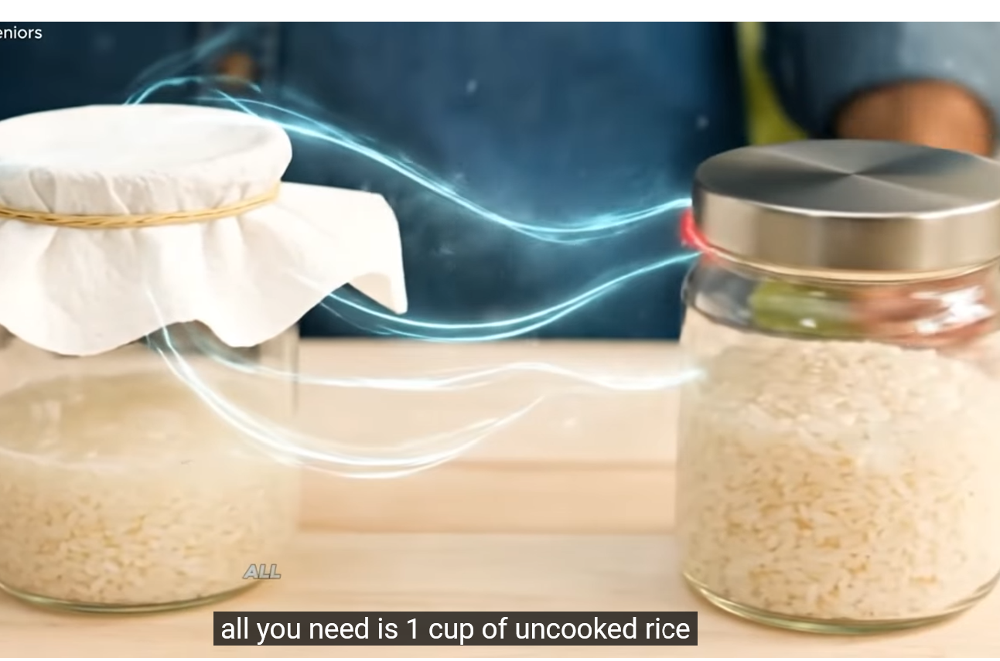 eniors
ALL
all you need is 1 cup of uncooked rice